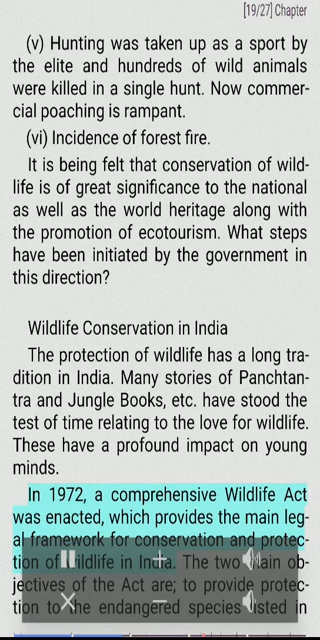 [19/27] Chapter
(v) Hunting was taken up as a sport by
the elite and hundreds of wild animals
were killed in a single hunt. Now commer-
cial poaching is rampant.
(vi) Incidence of forest fire.
It is being felt that conservation of wild-
life is of great significance to the national
as well as the world heritage along with
the promotion of ecotourism. What steps
have been initiated by the government in
this direction?
Wildlife Conservation in India
The protection of wildlife has a long tra-
dition in India. Many stories of Panchtan-
tra and Jungle Books, etc. have stood the
test of time relating to the love for wildlife.
These have a profound impact on young
minds.
In 1972, a comprehensive Wildlife Act
was enacted, which provides the main leg-
al framework for conservation and protec-
tion of wildlife in India. The two main ob-
jectives of the Act are; to provide protec-
tion to the endangered species listed in